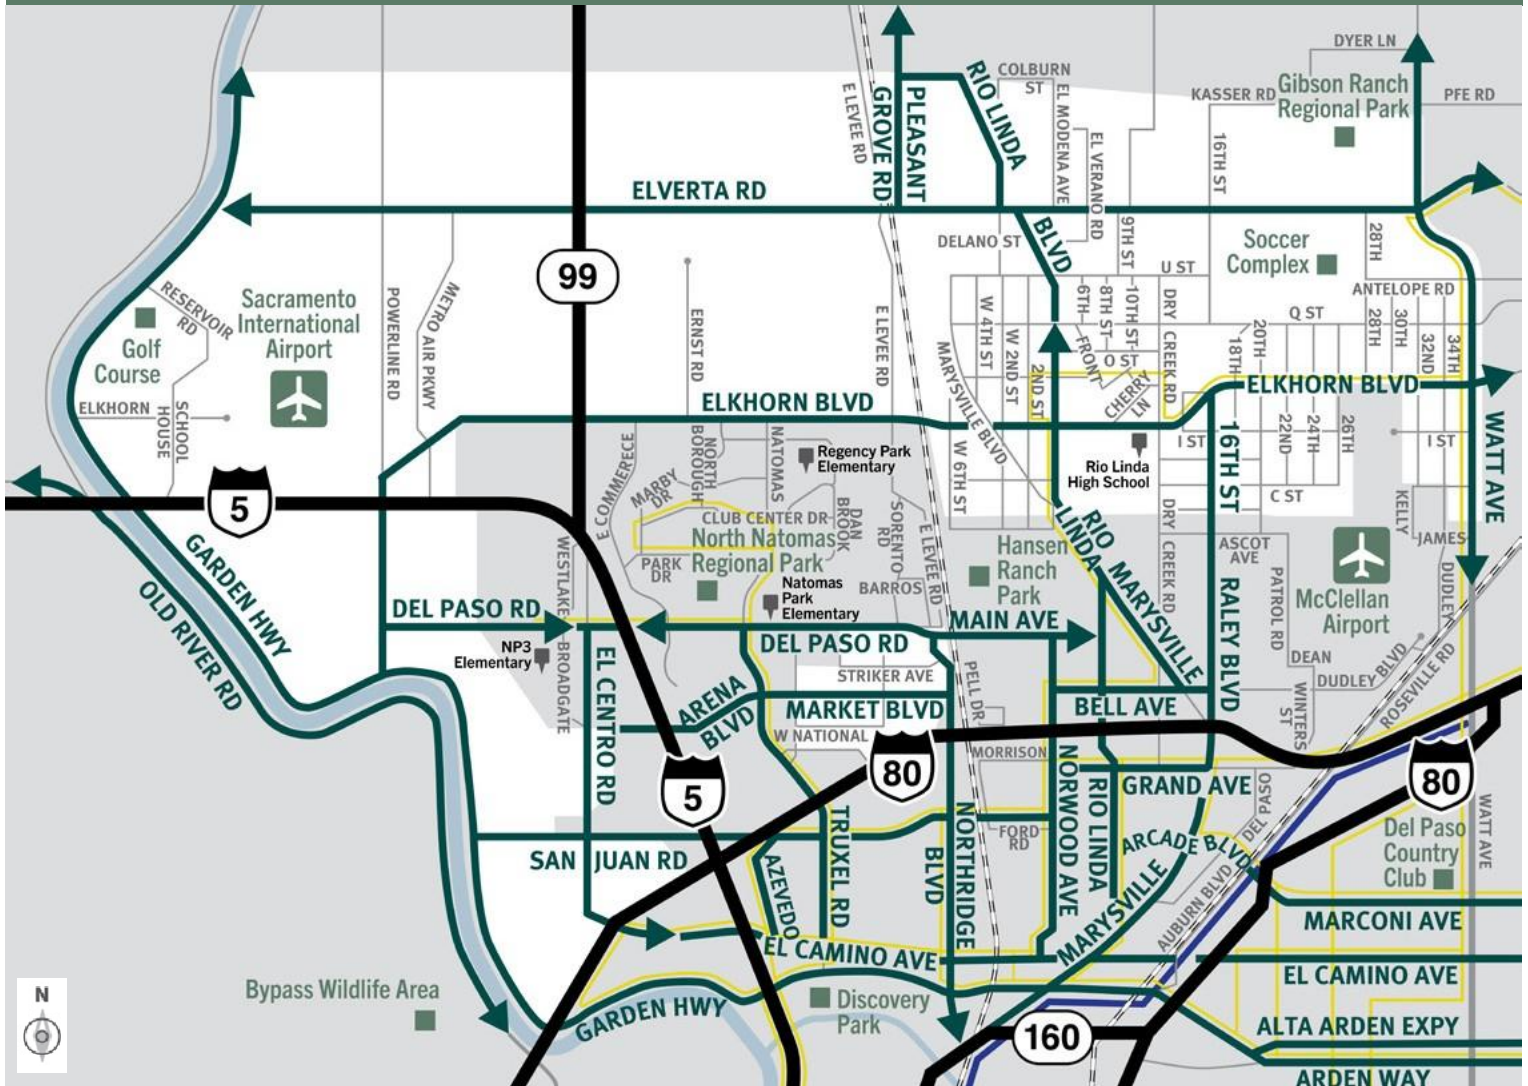 DYER LN
COLBURN
ST
RIO LINDA
BLVD
E LEVEE RD
GROVE RD
PLEASANT
EL MODENA AVE
EL VERANO RD
KASSER RD
Gibson Ranch
Regional Park
PFE RD
16TH ST
ELVERTA RD
99
DELANO ST
9TH ST
U ST
Soccer
Complex
28TH
ANTELOPE RD
RESERVOIR
RD
Golf
Course
Sacramento
International
Airport
POWERLINE RD
METRO AIR PKWY
ERNST RD
E LEVEE RD
MARYSVILLE BLVD
W 4TH ST
W 2ND ST
2ND ST
6TH ST
8TH ST
10TH ST
FRONT
O ST
DRY
CREEK RD
CHERRY
LN
Q ST
18TH
20TH
28TH
30TH
32ND
34TH
ELKHORN
SCHOOL
HOUSE
ELKHORN BLVD
ELKHORN BLVD
W 6TH ST
I ST
16TH ST
22ND
24TH
26TH
I ST
WATT AVE
E COMMERECE
NORTH
BOROUGH
NATOMAS
Regency Park
Elementary
Rio Linda
High School
MARBY
DR
CLUB CENTER DR
DAN
BROOK
SORENTO
RD
E LEVEE RD
C ST
KELLY
JAMES
5
GARDEN HWY
OLD RIVER RD
WESTLAKE
BROADGATE
PARK
DR
North Natomas
Regional Park
Natomas
Park
Elementary
BARROS
Hansen
Ranch
Park
RIO
LINDA
MARYSVILLE
DRY
CREEK RD
ASCOT
AVE
RALEY BLVD
PATROL RD
McClellan
Airport
DUDLEY
DEL PASO RD
DEL PASO RD
MAIN AVE
NP3
Elementary
EL CENTRO RD
STRIKER AVE
PELL DR
DEAN
DUDLEY BLVD
ROSEVILLE RD
WINTERS
ST
ARENA
BLVD
MARKET BLVD
BELL AVE
W NATIONAL
MORRISON
80
5
80
NORWOOD AVE
RIO LINDA
GRAND AVE
DEL PASO
WATT AVE
TRUXEL RD
NORTHRIDGE
BLVD
FORD
RD
ARCADE BLVD
MARYSVILLE
AUBURN BLVD
Del Paso
Country
Club
SAN JUAN RD
AZEVEDO
EL CAMINO AVE
MARCONI AVE
EL CAMINO AVE
Bypass Wildlife Area
GARDEN HWY
Discovery
Park
160
ALTA ARDEN EXPY
ARDEN WAY
N